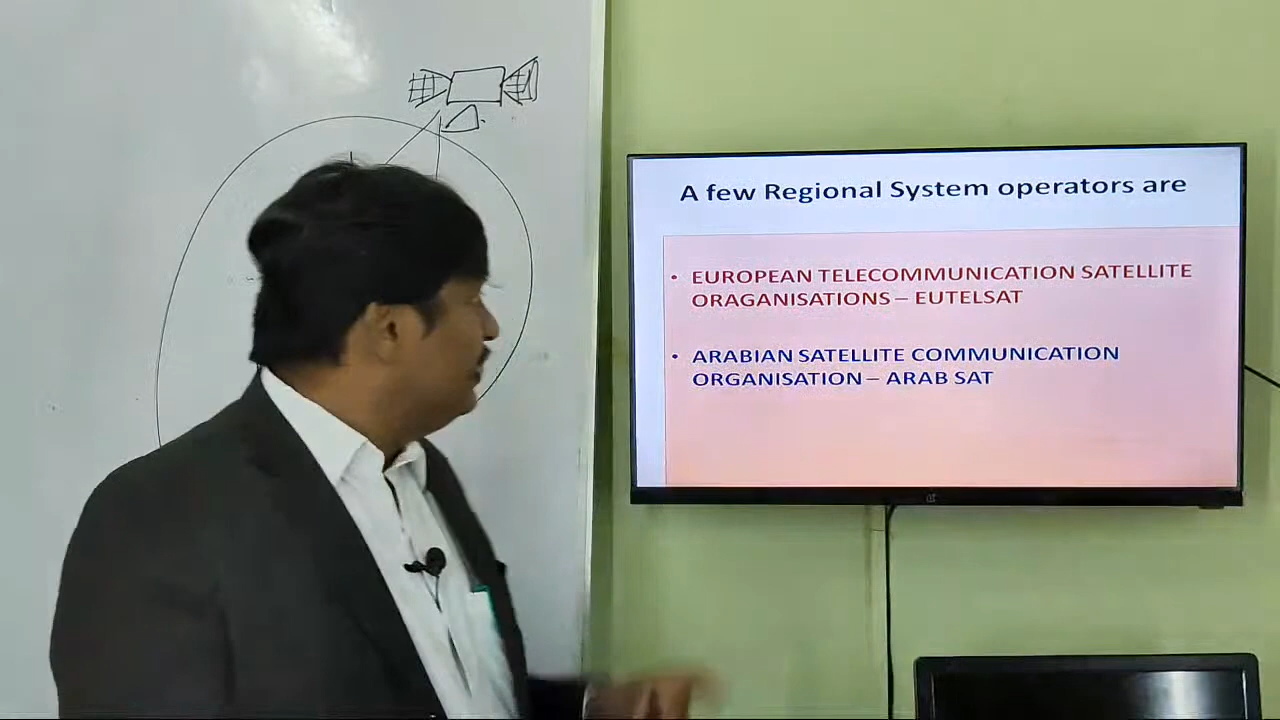 A few Regional System operators are
• EUROPEAN TELECOMMUNICATION SATELLITE
ORAGANISATIONS – EUTELSAT
• ARABIAN SATELLITE COMMUNICATION
ORGANISATION – ARAB SAT